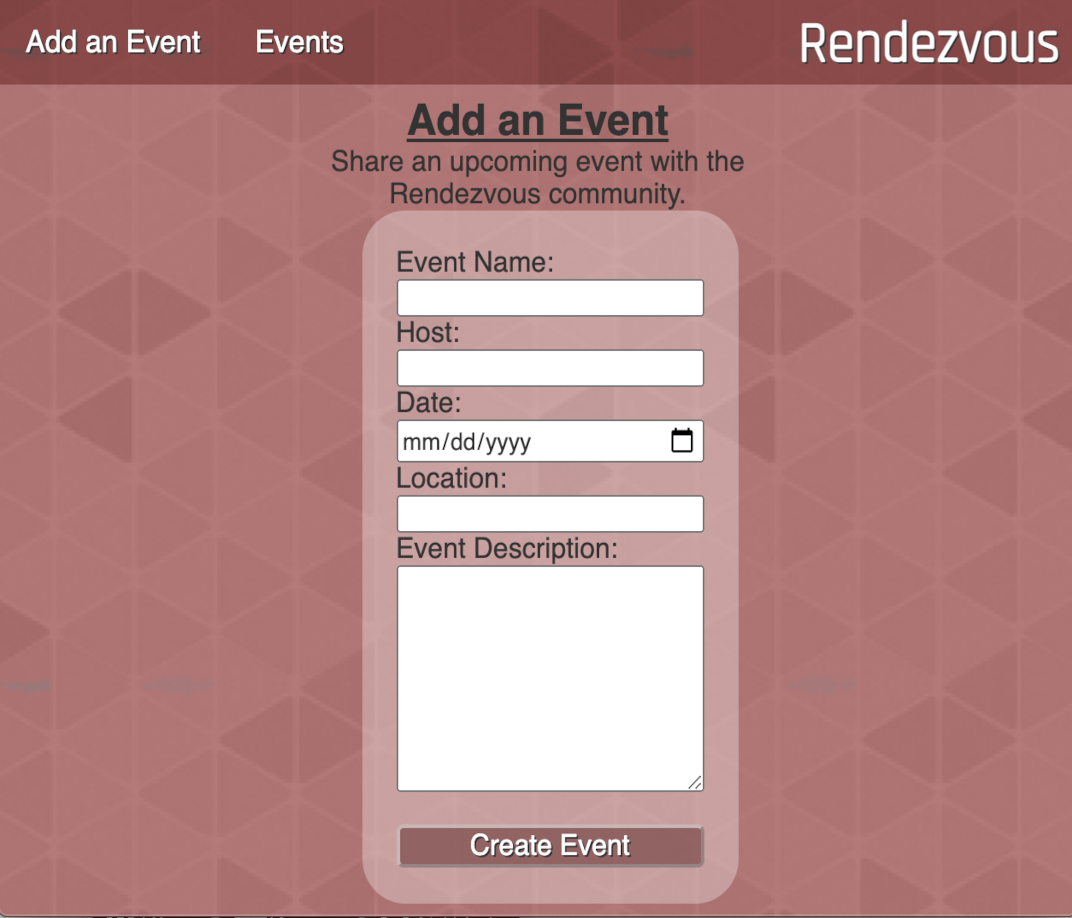 Add an Event Events Rendezvous
Add an Event
Share an upcoming event with the
Rendezvous community.
Event Name:
Host:
Date:
mm/dd/yyyy
Location:
Event Description:
Create Event